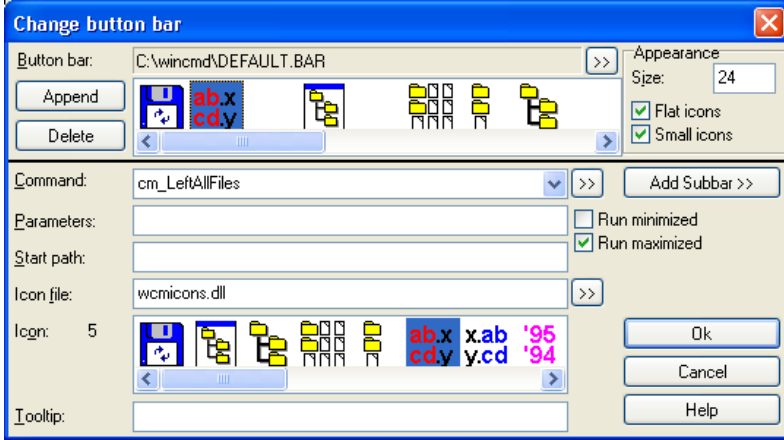 Change button bar
Button bar: C:\wincmd\DEFAULT.BAR >>
Appearance
Size: 24
Append
ab.x
cd.y
Flat icons
Delete
Small icons
Command: cm_LeftAllFiles >> Add Subbar >>
Parameters:
Run minimized
Run maximized
Start path:
Icon file: wcmicons.dll >>
Icon: 5
ab.x x.ab '95
cd.y y.cd '94
Ok
Cancel
Tooltip:
Help